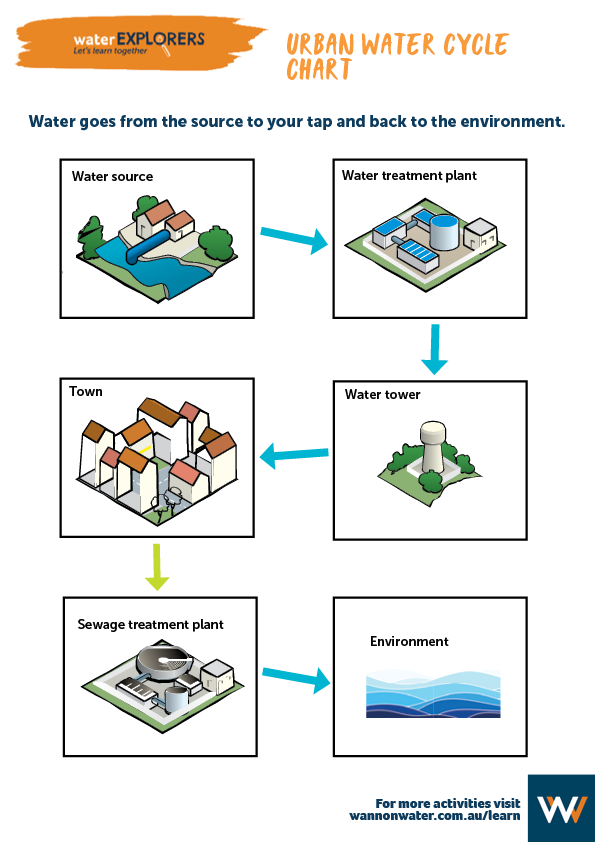 waterEXPLORERS
Let's learn together
URBAN WATER CYCLE
CHART
Water goes from the source to your tap and back to the environment.
Water source
Water treatment plant
Town
Water tower
Sewage treatment plant
Environment
For more activities visit
wannonwater.com.au/learn